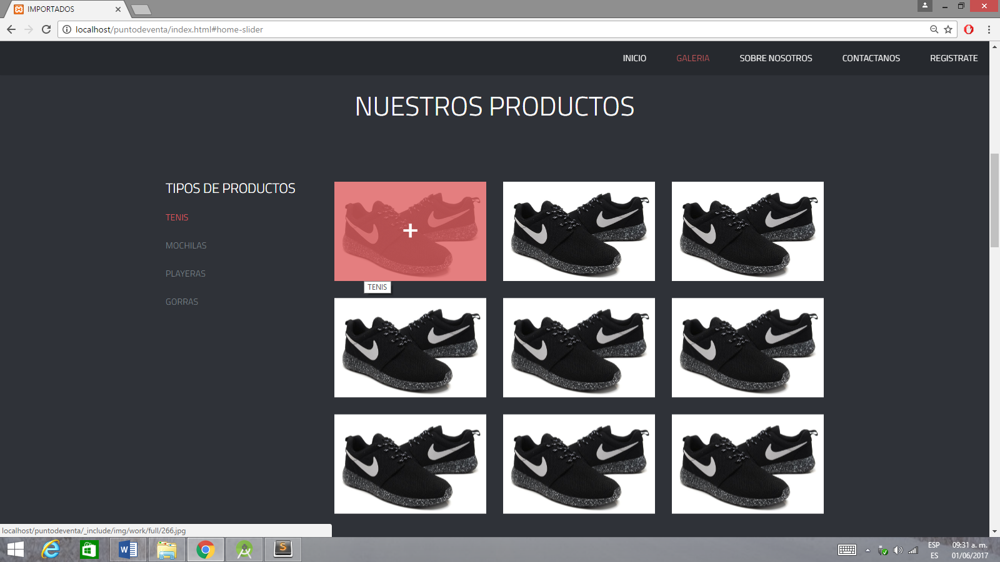 IMPORTADOS
localhost/puntodeventa/index.html#home-slider
INICIO GALERIA SOBRE NOSOTROS CONTACTANOS REGISTRATE
NUESTROS PRODUCTOS
TIPOS DE PRODUCTOS
TENIS
MOCHILAS
PLAYERAS
GORRAS
TENIS
localhost/puntodeventa/_include/img/work/full/266.jpg
ESP
ES
09:31 a. m.
01/06/2017